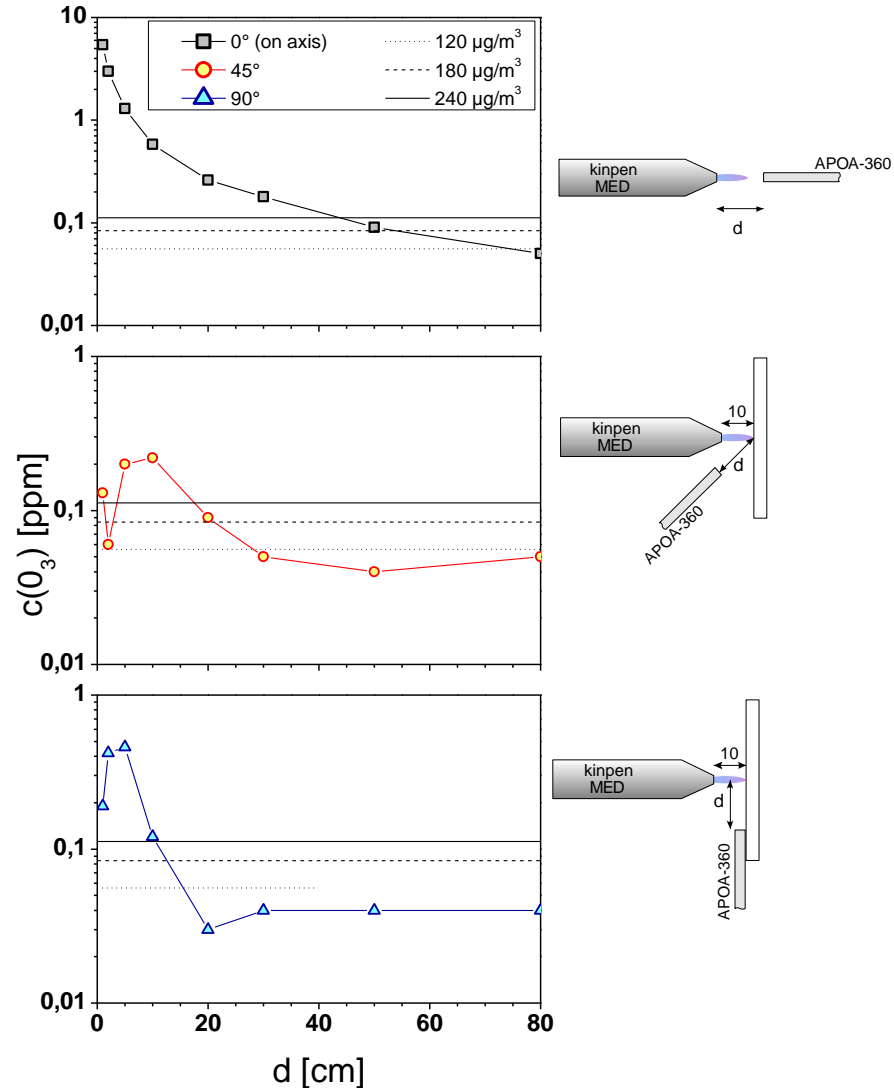 10
0° (on axis)
45°
90°
120 µg/m³
180 µg/m³
240 µg/m³
1
0,1
0,01
kinpen
MED
APOA-360
d
1
0,1
0,01
10
kinpen
MED
d
APOA-360
c(0₃) [ppm]
1
0,1
0,01
10
kinpen
MED
d
APOA-360
0
20
40
60
80
d [cm]